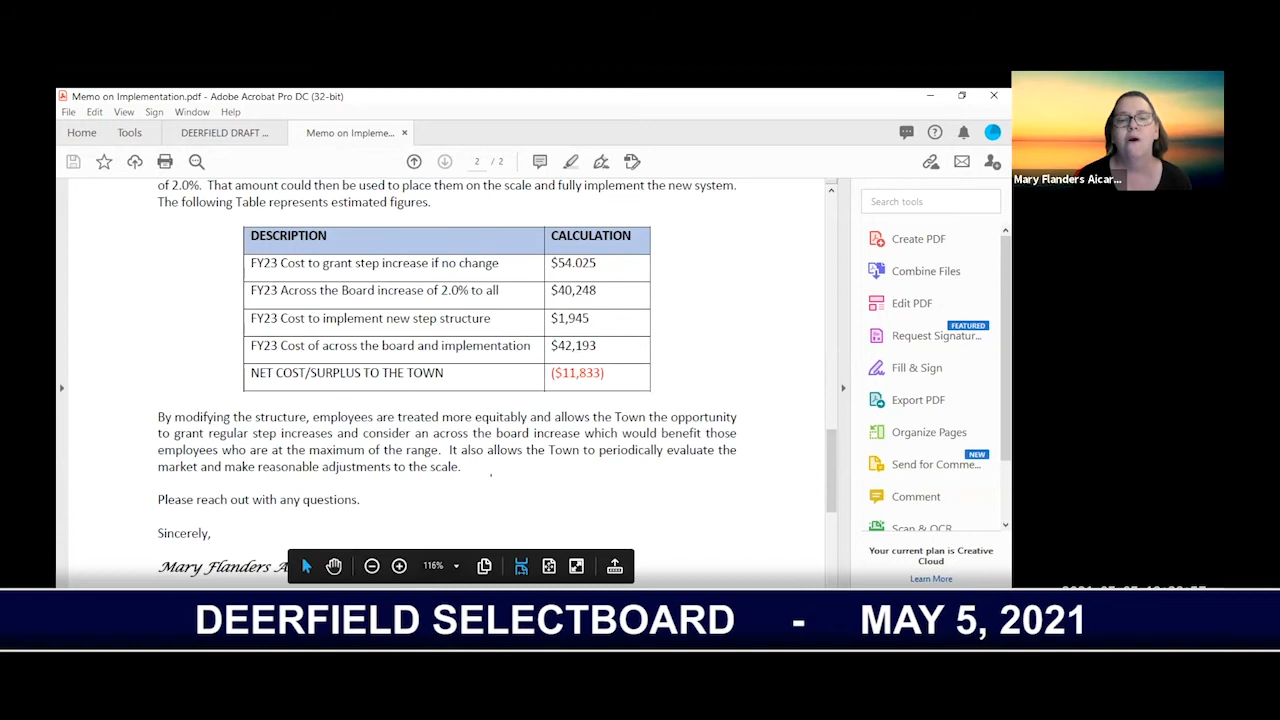 Memo on Implementation.pdf - Adobe Acrobat Pro DC (32-bit)
File Edit View Sign Window Help
Home Tools DEERFIELD DRAFT ... Memo on Impleme... ×
2 / 2
of 2.0%. That amount could then be used to place them on the scale and fully implement the new system.
The following Table represents estimated figures.
DESCRIPTION CALCULATION
FY23 Cost to grant step increase if no change $54.025
FY23 Across the Board increase of 2.0% to all $40,248
FY23 Cost to implement new step structure $1,945
FY23 Cost of across the board and implementation $42,193
NET COST/SURPLUS TO THE TOWN ($11,833)
By modifying the structure, employees are treated more equitably and allows the Town the opportunity
to grant regular step increases and consider an across the board increase which would benefit those
employees who are at the maximum of the range. It also allows the Town to periodically evaluate the
market and make reasonable adjustments to the scale.
Please reach out with any questions.
Sincerely,
Mary Flanders A
116%
Search tools
Create PDF
Combine Files
Edit PDF
FEATURED
Request Signatur...
Fill & Sign
Export PDF
Organize Pages
NEW
Send for Comme...
Comment
Scan & OCR
Your current plan is Creative
Cloud
Learn More
Mary Flanders Aicar...
DEERFIELD SELECTBOARD - MAY 5, 2021